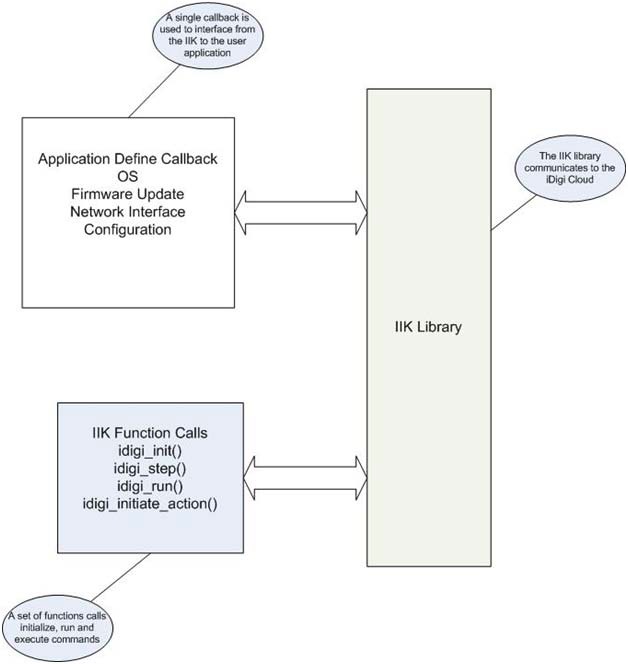 A single callback is
used to interface from
the IIK to the user
application
Application Define Callback
OS
Firmware Update
Network Interface
Configuration
The IIK library
communicates to the
iDigi Cloud
IIK Library
IIK Function Calls
idigi_init()
idigi_step()
idigi_run()
idigi_initiate_action()
A set of functions calls
initialize, run and
execute commands